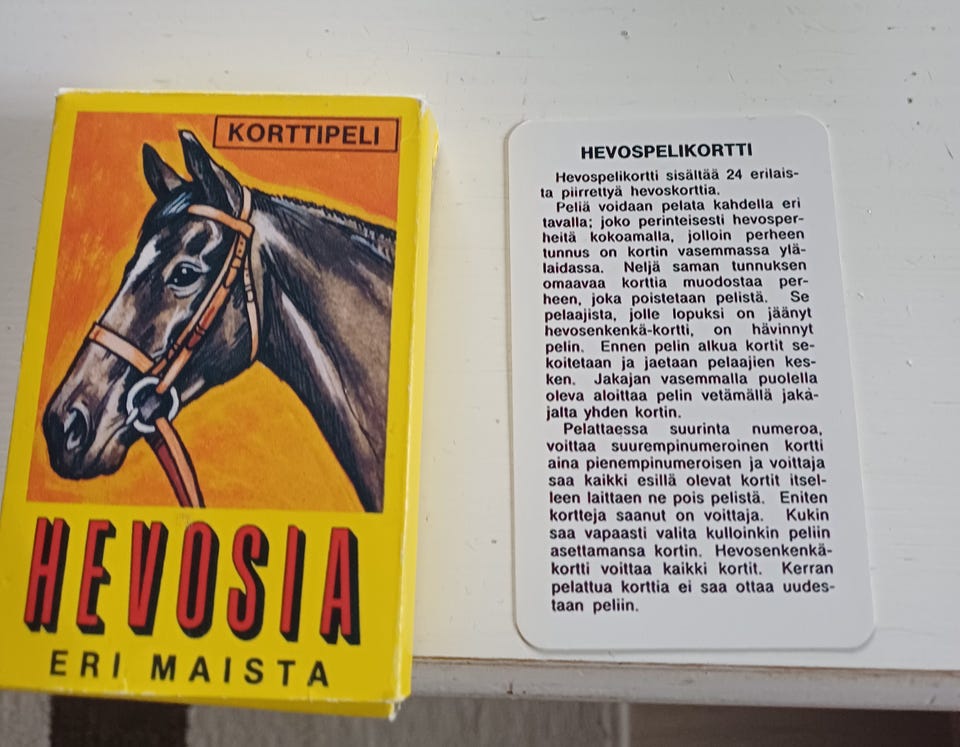 KORTTIPELI
HEVOSIA
ERI MAISTA
HEVOSPELIKORTTI
Hevospelikortti sisältää 24 erilais-
ta piirrettyä hevoskorttia.
Peliä voidaan pelata kahdella eri
tavalla; joko perinteisesti hevosper-
heitä kokoamalla, jolloin perheen
tunnus on kortin vasemmassa ylä-
laidassa. Neljä saman tunnuksen
omaavaa korttia muodostaa per-
heen, joka poistetaan pelistä. Se
pelaajista, jolle lopuksi on jäänyt
hevosenkenkä-kortti, on hävinnyt
pelin. Ennen pelin alkua kortit se-
koitetaan ja jaetaan pelaajien kes-
ken. Jakajan vasemmalla puolella
oleva aloittaa pelin vetämällä jaka-
jalta yhden kortin.
Pelattaessa suurinta numeroa,
voittaa suurempinumeroinen kortti
aina pienempinumeroisen ja voittaja
saa kaikki esillä olevat kortit itsel-
leen laittaen ne pois pelistä. Eniten
kortteja saanut on voittaja. Kukin
saa vapaasti valita kulloinkin peliin
asettamansa kortin. Hevosenkenkä-
kortti voittaa kaikki kortit. Kerran
pelattua korttia ei saa ottaa uudes-
taan peliin.